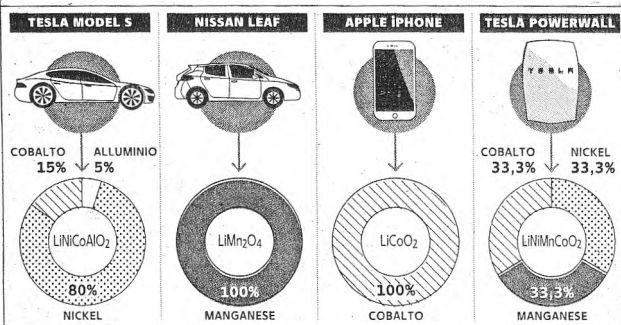 TESLA MODEL S
COBALTO
15%
ALLUMINIO
5%
LiNiCoAlO₂
80%
NICKEL
NISSAN LEAF
LiMn₂O₄
100%
MANGANESE
APPLE iPHONE
LiCoO₂
100%
COBALTO
TESLA POWERWALL
TESLA
COBALTO
33,3%
NICKEL
33,3%
LiNiMnCoO₂
33,3%
MANGANESE